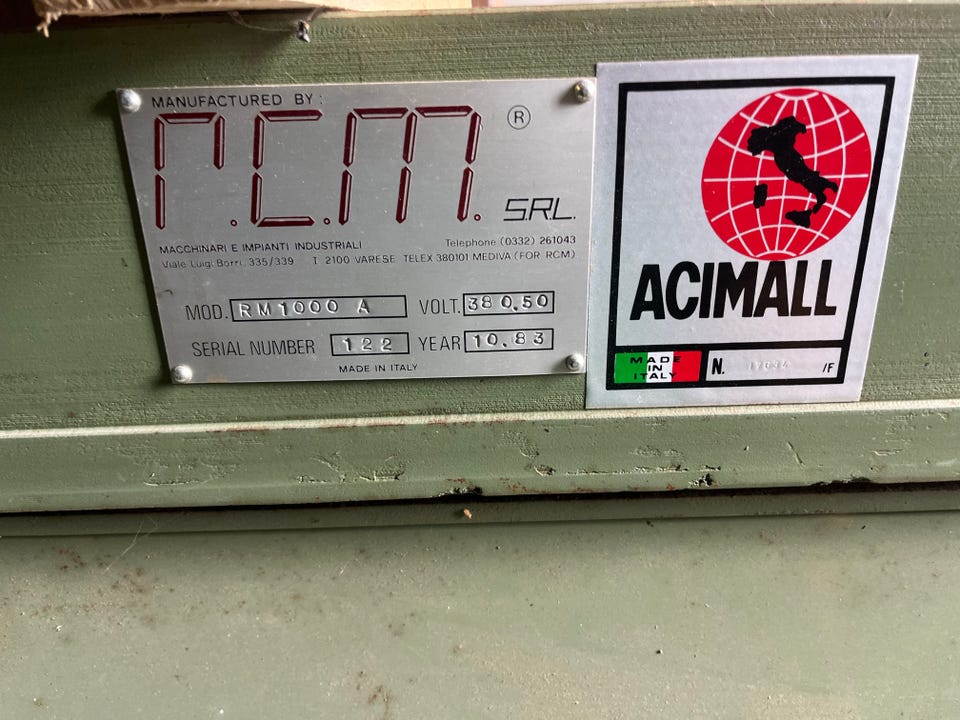 MANUFACTURED BY :
r.c.m. ®
S.R.L.
MACCHINARI E IMPIANTI INDUSTRIALI Telephone (0332) 261043
Viale Luigi Borri, 335/339 I 2100 VARESE TELEX 380101 MEDIVA (FOR RCM)
MOD. RM1000 A VOLT. 380.50
SERIAL NUMBER 122 YEAR 10.83
MADE IN ITALY
ACIMALL
MADE
IN
ITALY
N. /F